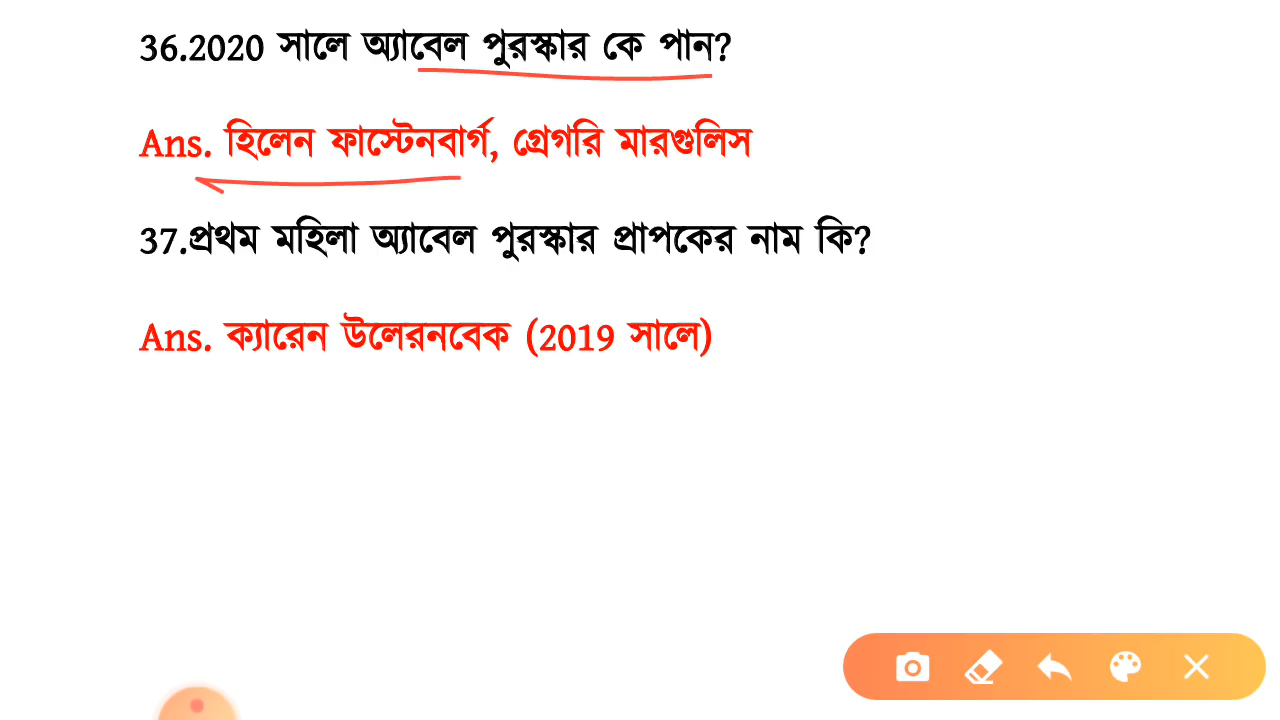 36.2020 সালে অ্যাবেল পুরস্কার কে পান?
Ans. হিলেন ফাস্টেনবার্গ, গ্রেগরি মারগুলিস
37.প্রথম মহিলা অ্যাবেল পুরস্কার প্রাপকের নাম কি?
Ans. ক্যারেন উলেরনবেক (2019 সালে)